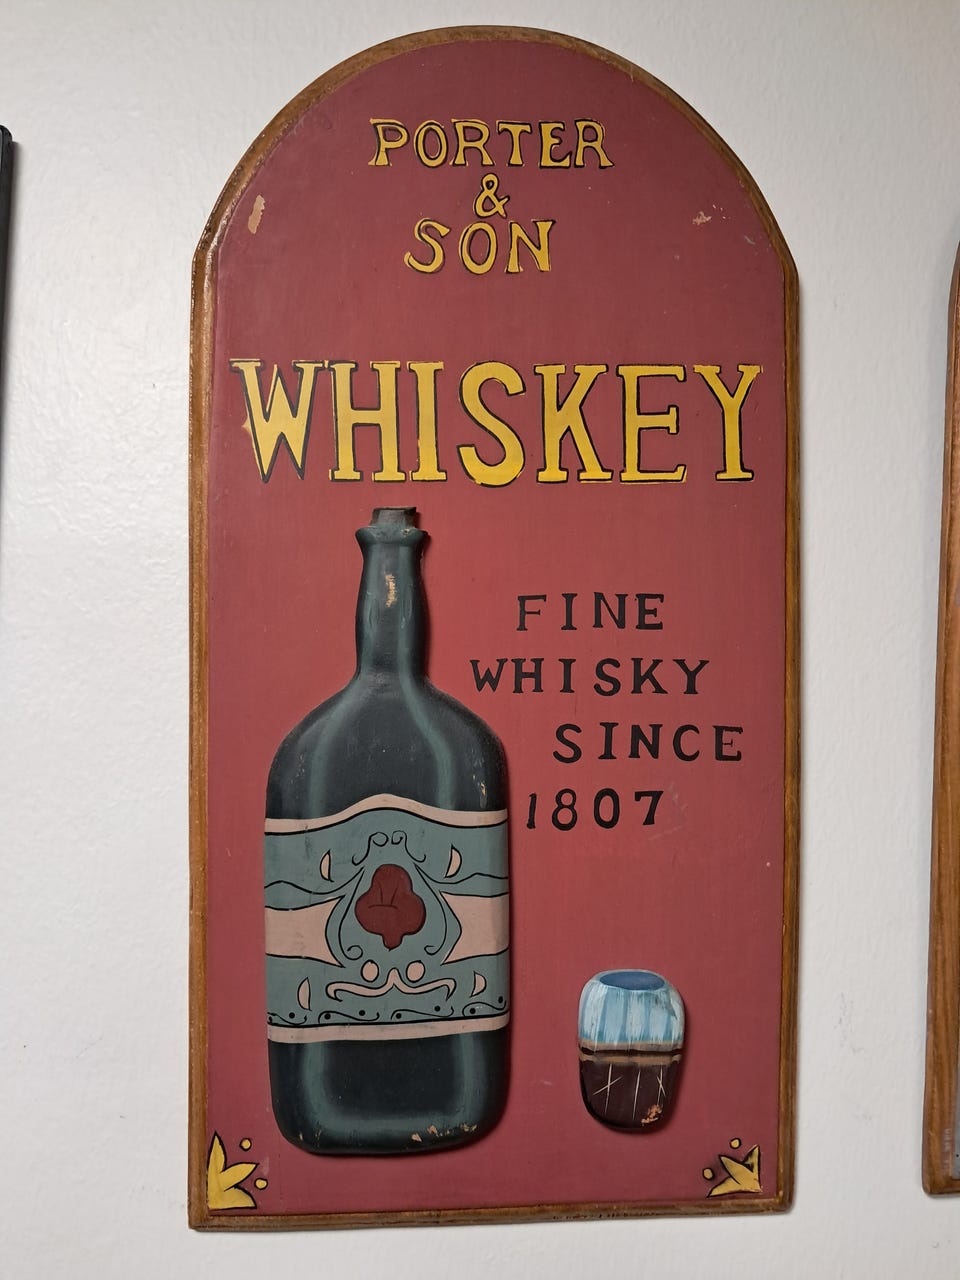 PORTER
&
SON
WHISKEY
FINE
WHISKY
SINCE
1807